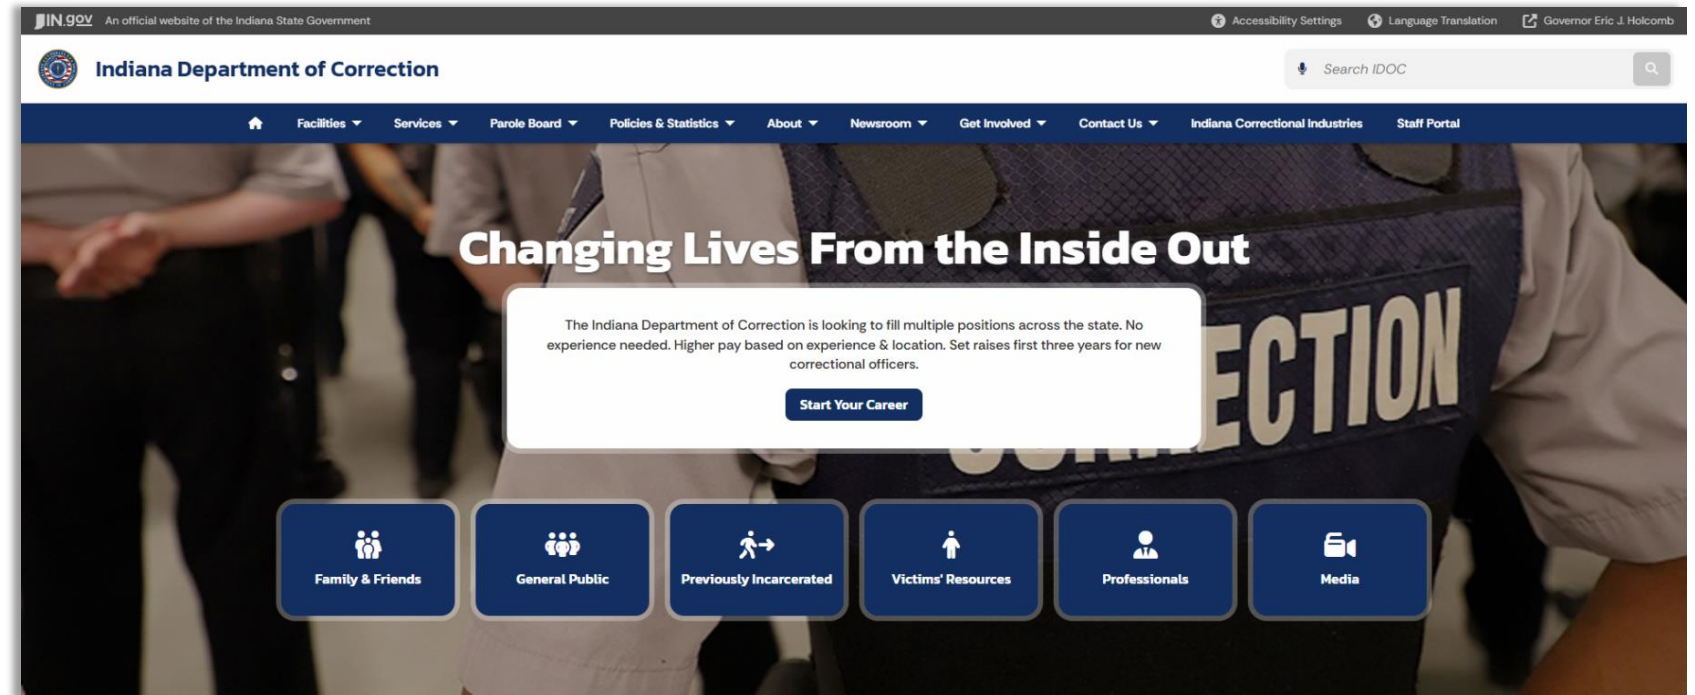 IN.gov An official website of the Indiana State Government Accessibility Settings Language Translation Governor Eric J. Holcomb
Indiana Department of Correction Search IDOC
Facilities Services Parole Board Policies & Statistics About Newsroom Get Involved Contact Us Indiana Correctional Industries Staff Portal
Changing Lives From the Inside Out
The Indiana Department of Correction is looking to fill multiple positions across the state. No
experience needed. Higher pay based on experience & location. Set raises first three years for new
correctional officers.
Start Your Career
CORRECTION
Family & Friends General Public Previously Incarcerated Victims' Resources Professionals Media